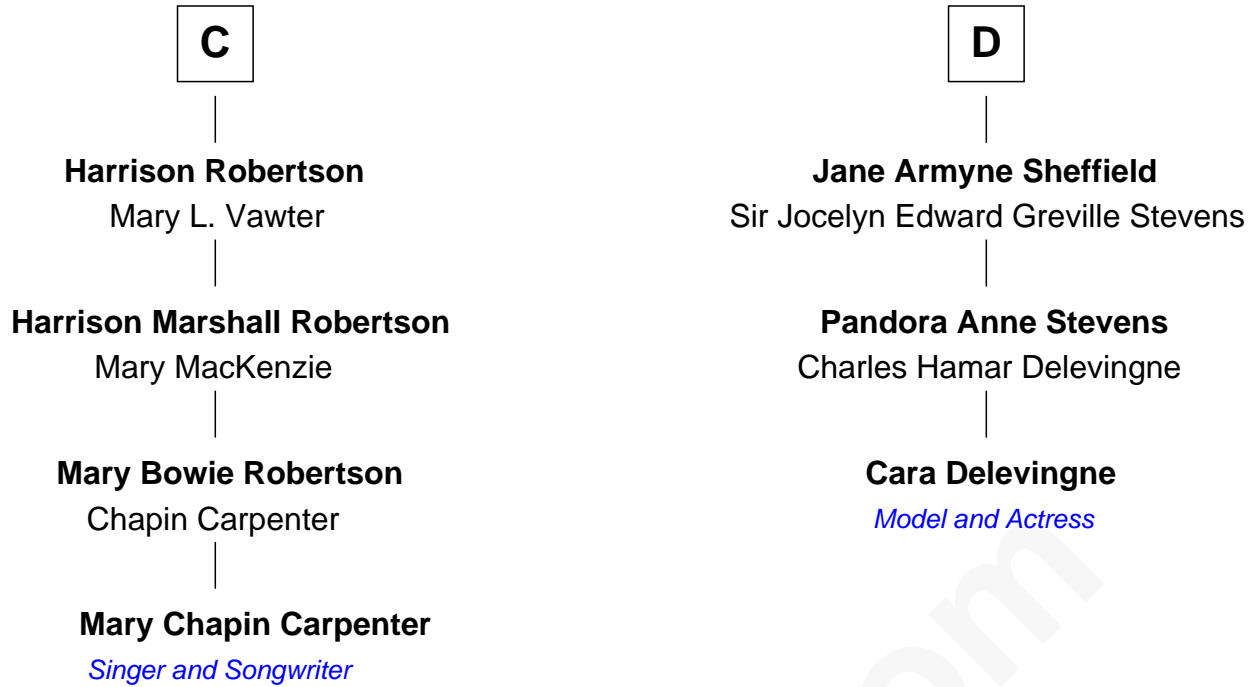 C
Harrison Robertson
Mary L. Vawter
Harrison Marshall Robertson
Mary MacKenzie
Mary Bowie Robertson
Chapin Carpenter
Mary Chapin Carpenter
Singer and Songwriter
D
Jane Armyne Sheffield
Sir Jocelyn Edward Greville Stevens
Pandora Anne Stevens
Charles Hamar Delevingne
Cara Delevingne
Model and Actress
om